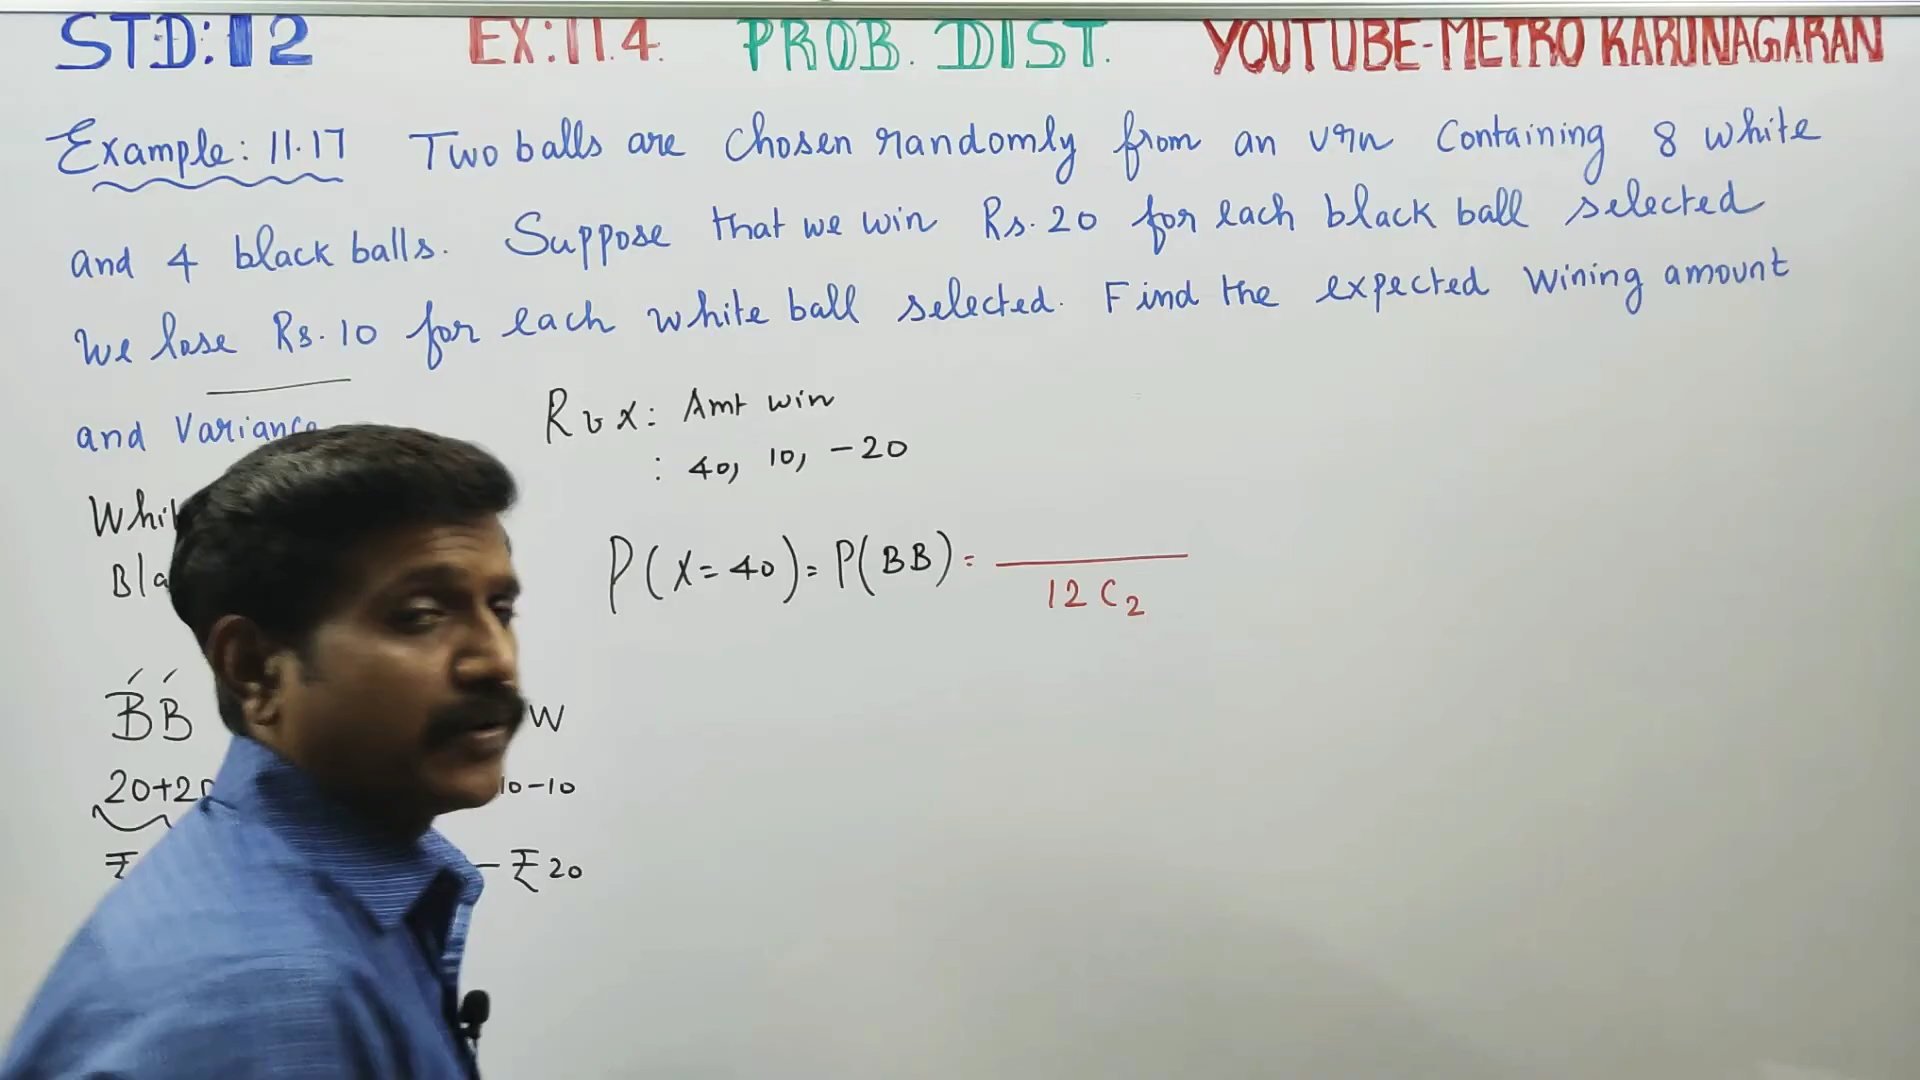 STD:12 EX:11.4. PROB. DIST. YOUTUBE-METRO KARUNAGARAN
Example: 11.17 Two balls are chosen randomly from an urn containing 8 white
and 4 black balls. Suppose that we win Rs. 20 for each black ball selected
We lose Rs. 10 for each white ball selected. Find the expected wining amount
and Variance
R v X: Amt win
: 40, 10, -20
P(X=40) = P(BB) =
12 C2
BB W
20+20 10-10
₹ -₹20